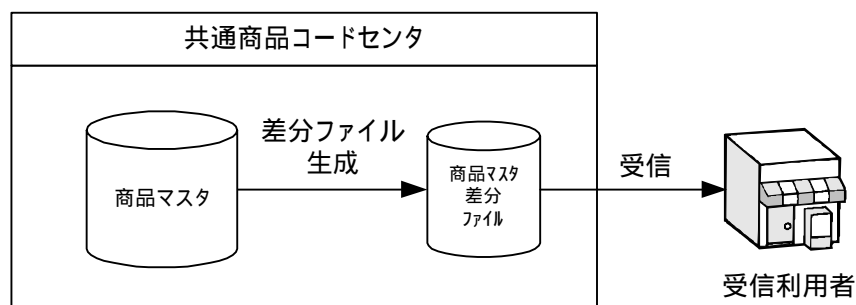 共通商品コードセンタ
差分ファイル
生成
商品マスタ
商品ﾏｽﾀ
差分
ﾌｧｲﾙ
受信
受信利用者